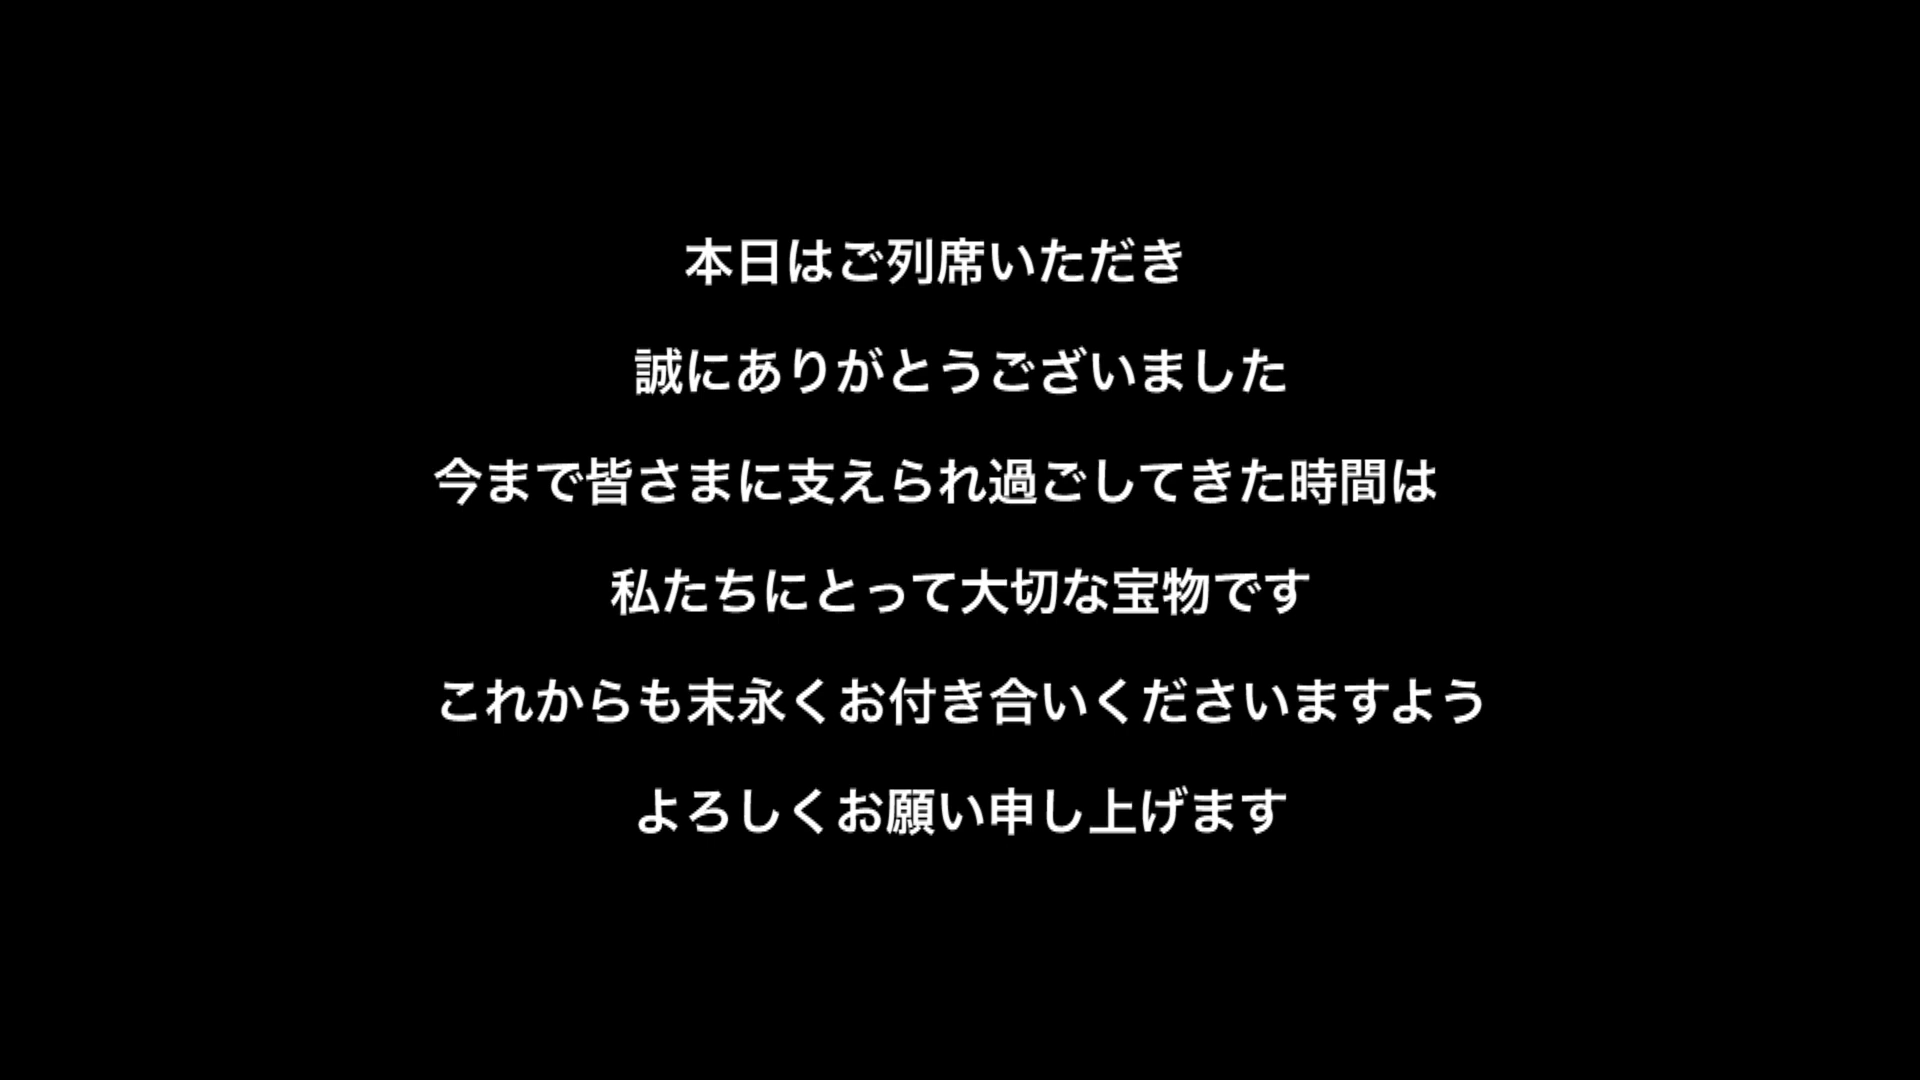 本日はご列席いただき
誠にありがとうございました
今まで皆さまに支えられ過ごしてきた時間は
私たちにとって大切な宝物です
これからも末永くお付き合いくださいますよう
よろしくお願い申し上げます